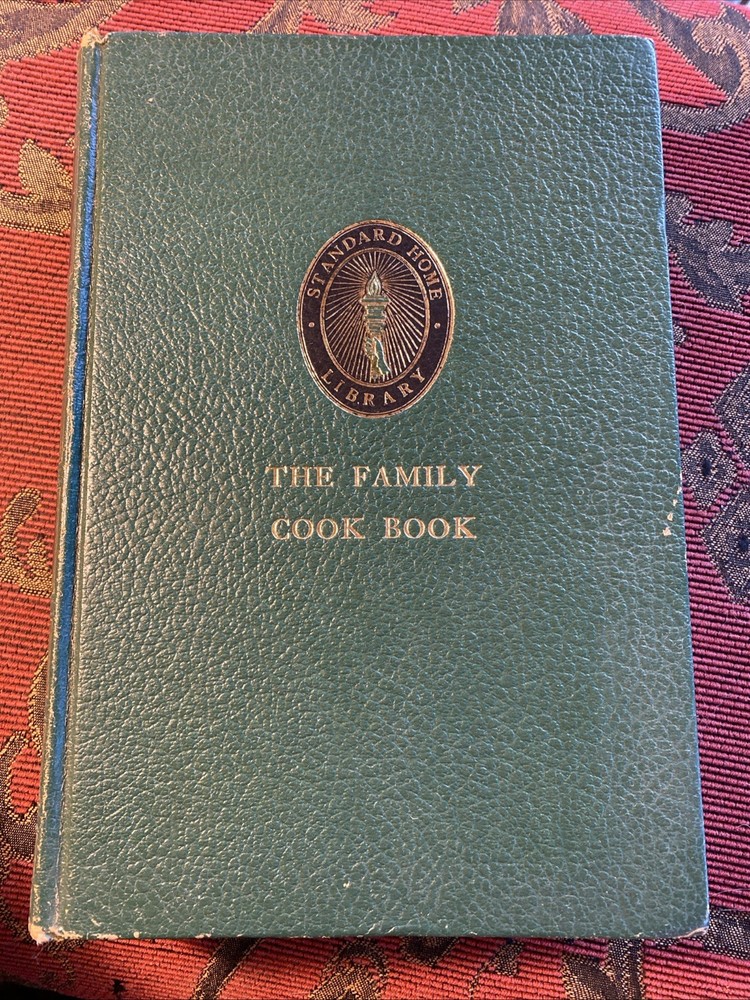 STANDARD HOME
LIBRARY
THE FAMILY
COOK BOOK